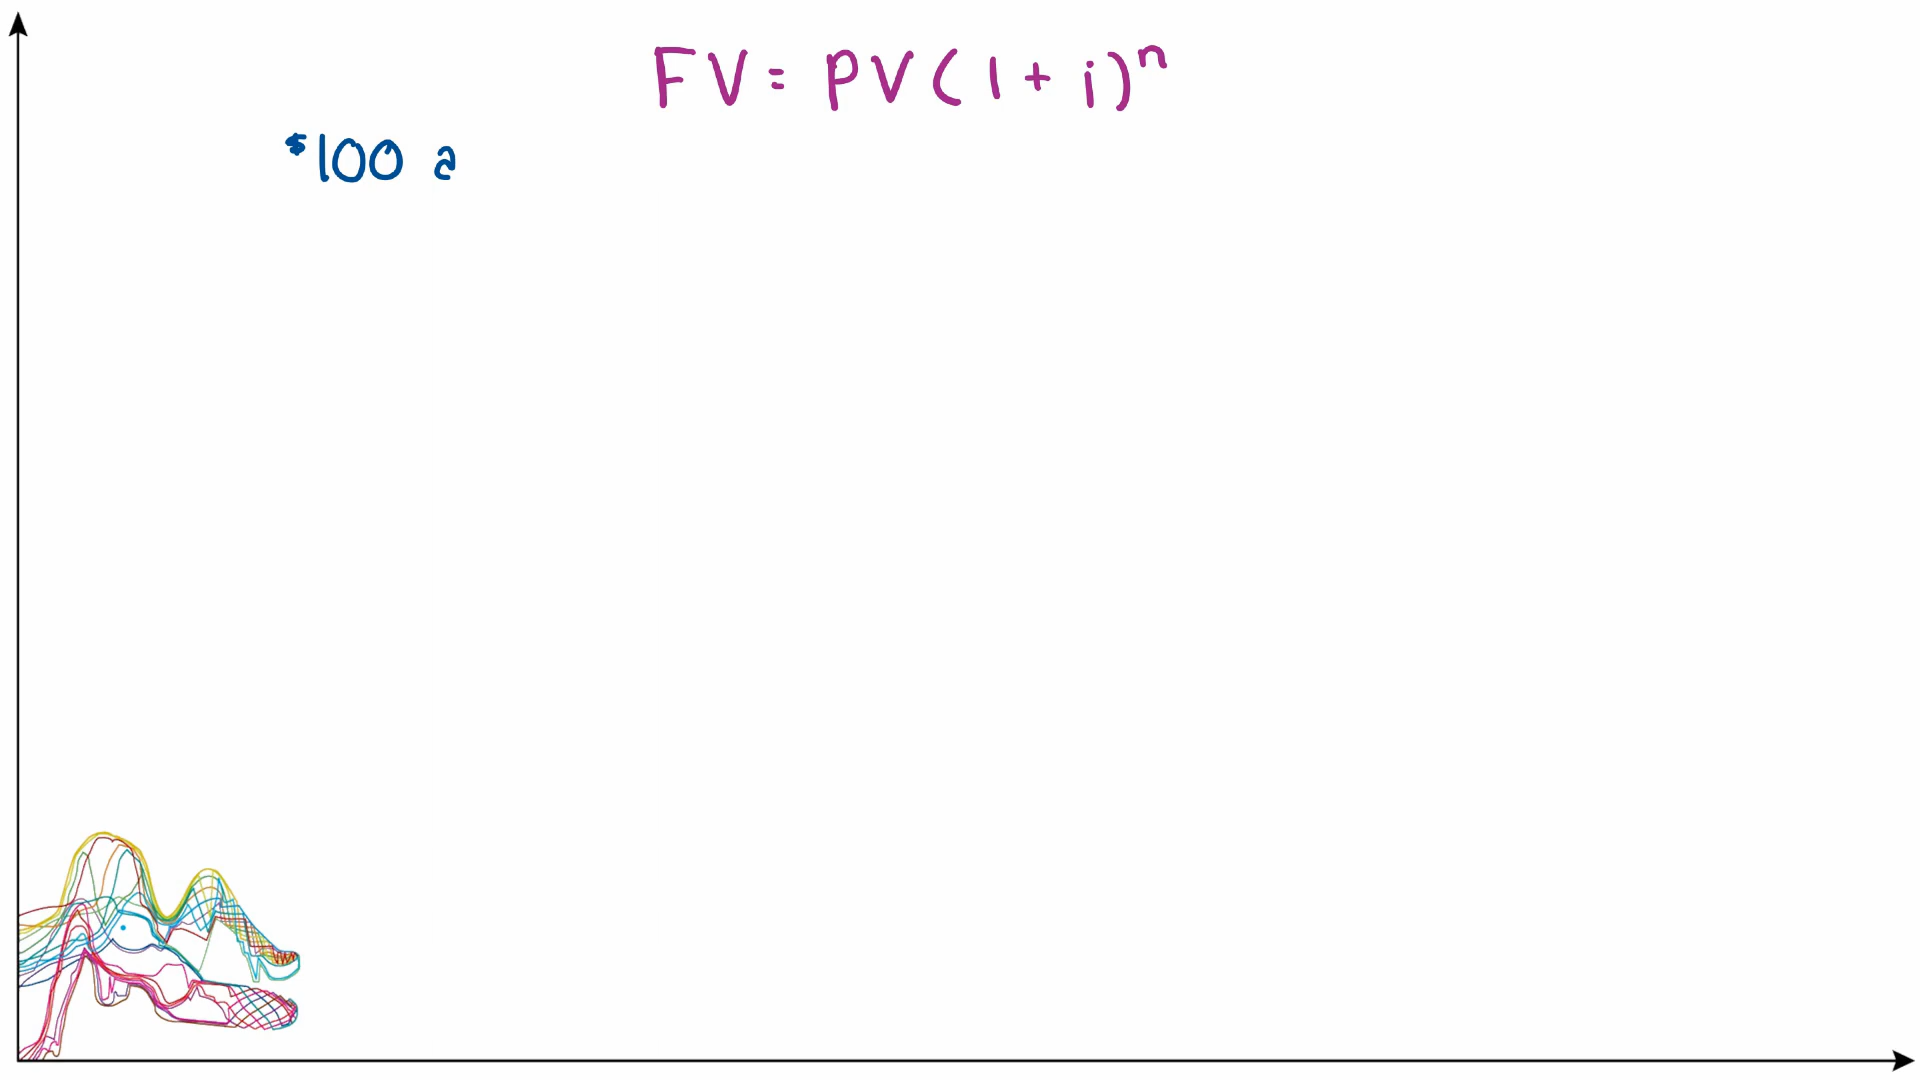 FV = PV(1 + i)ⁿ
$100 a